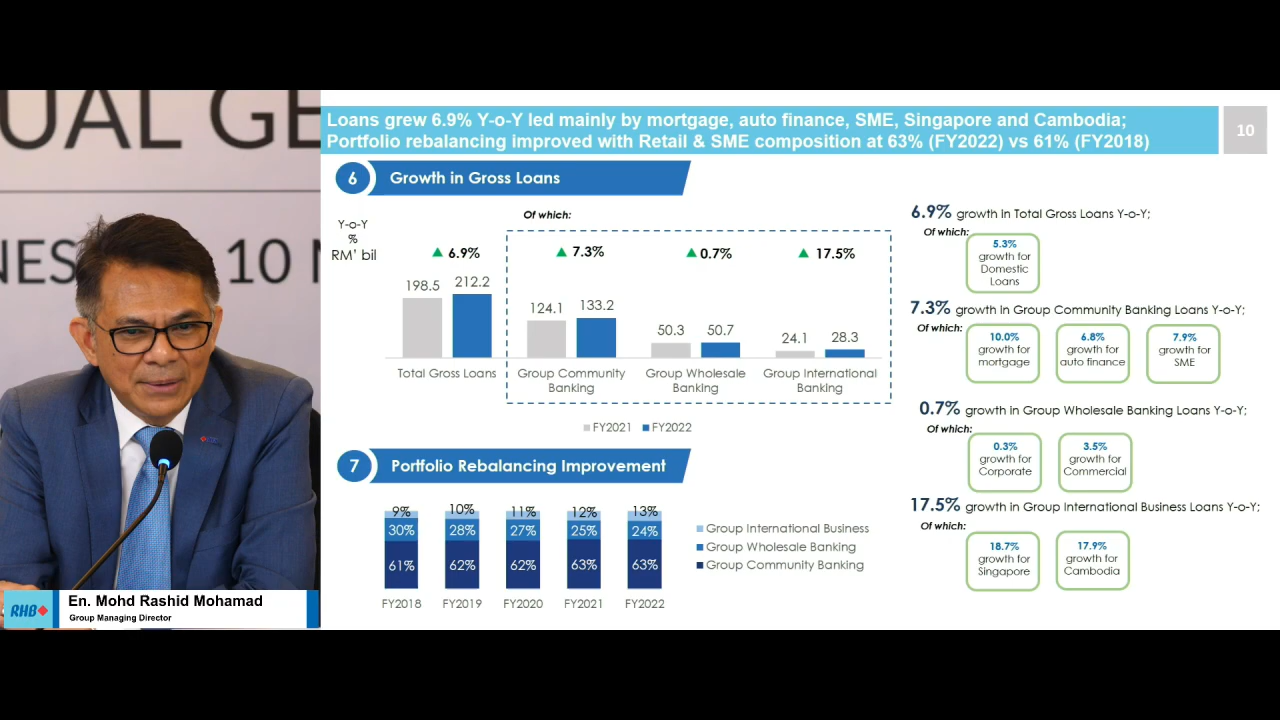 UAL GE
NES
10
RHB
En. Mohd Rashid Mohamad
Group Managing Director
Loans grew 6.9% Y-o-Y led mainly by mortgage, auto finance, SME, Singapore and Cambodia;
Portfolio rebalancing improved with Retail & SME composition at 63% (FY2022) vs 61% (FY2018)
10
6 Growth in Gross Loans
Y-o-Y
%
RM' bil
Of which:
6.9% 7.3% 0.7% 17.5%
198.5 212.2 124.1 133.2 50.3 50.7 24.1 28.3
Total Gross Loans
Group Community
Banking
Group Wholesale
Banking
Group International
Banking
FY2021 FY2022
6.9% growth in Total Gross Loans Y-o-Y;
Of which:
5.3%
growth for
Domestic
Loans
7.3% growth in Group Community Banking Loans Y-o-Y;
Of which:
10.0%
growth for
mortgage
6.8%
growth for
auto finance
7.9%
growth for
SME
0.7% growth in Group Wholesale Banking Loans Y-o-Y;
Of which:
0.3%
growth for
Corporate
3.5%
growth for
Commercial
17.5% growth in Group International Business Loans Y-o-Y;
Of which:
18.7%
growth for
Singapore
17.9%
growth for
Cambodia
7 Portfolio Rebalancing Improvement
9% 10% 11% 12% 13%
30% 28% 27% 25% 24%
61% 62% 62% 63% 63%
FY2018 FY2019 FY2020 FY2021 FY2022
Group International Business
Group Wholesale Banking
Group Community Banking